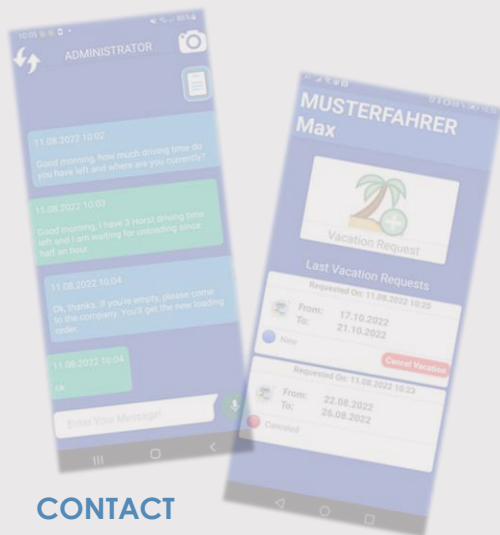 10:05
80%
ADMINISTRATOR
11.08.2022 10:02
Good morning, how much driving time do
you have left and where are you currently?
11.08.2022 10:03
Good morning, I have 3 Horst driving time
left and I am waiting for unloading since
half an hour.
11.08.2022 10:04
Ok, thanks. If you're empty, please come
to the company. You'll get the new loading
order.
11.08.2022 10:04
Ok
Enter Your Message!
MUSTERFAHRER
Max
Vacation Request
Last Vacation Requests
Requested On: 11.08.2022 10:25
From: 17.10.2022
To: 21.10.2022
New
Cancel Vacation
Requested On: 11.08.2022 10:23
From: 22.08.2022
To: 26.08.2022
Canceled
CONTACT